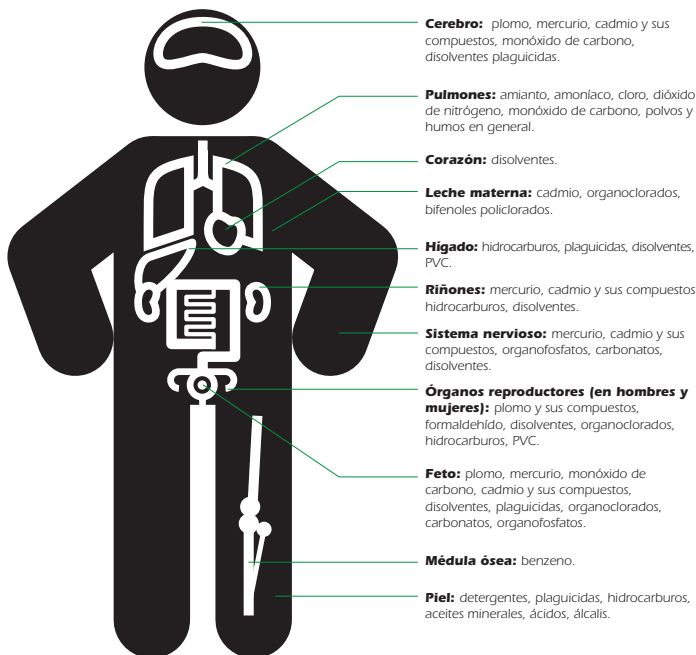 Cerebro: plomo, mercurio, cadmio y sus
compuestos, monóxido de carbono,
disolventes plaguicidas.
Pulmones: amianto, amoníaco, cloro, dióxido
de nitrógeno, monóxido de carbono, polvos y
humos en general.
Corazón: disolventes.
Leche materna: cadmio, organoclorados,
bifenoles policlorados.
Hígado: hidrocarburos, plaguicidas, disolventes,
PVC.
Riñones: mercurio, cadmio y sus compuestos
hidrocarburos, disolventes.
Sistema nervioso: mercurio, cadmio y sus
compuestos, organofosfatos, carbonatos,
disolventes.
Órganos reproductores (en hombres y
mujeres): plomo y sus compuestos,
formaldehído, disolventes, organoclorados,
hidrocarburos, PVC.
Feto: plomo, mercurio, monóxido de
carbono, cadmio y sus compuestos,
disolventes, plaguicidas, organoclorados,
carbonatos, organofosfatos.
Médula ósea: benzeno.
Piel: detergentes, plaguicidas, hidrocarburos,
aceites minerales, ácidos, álcalis.